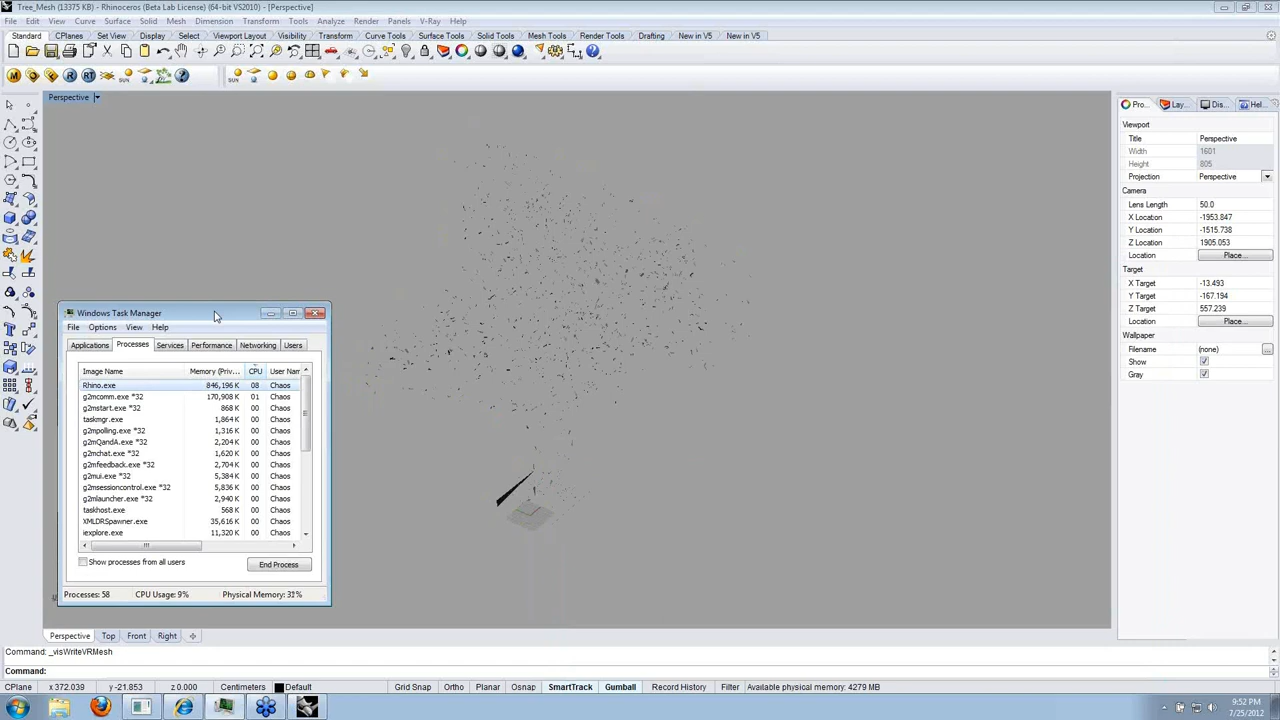 Tree_Mesh (13375 KB) - Rhinoceros (Beta Lab License) (64-bit VS2010) - [Perspective]
File Edit View Curve Surface Solid Mesh Dimension Transform Tools Analyze Render Panels V-Ray Help
Standard CPlanes Set View Display Select Viewport Layout Visibility Transform Curve Tools Surface Tools Solid Tools Mesh Tools Render Tools Drafting New in V5 New in V5
Perspective
Pro... Lay... Dis... Hel...
Viewport
Title Perspective
Width 1601
Height 805
Projection Perspective
Camera
Lens Length 50.0
X Location -1953.847
Y Location -1515.738
Z Location 1905.053
Location Place...
Target
X Target -13.493
Y Target -167.194
Z Target 557.239
Location Place...
Wallpaper
Filename (none) ...
Show
Gray
Windows Task Manager
File Options View Help
Applications Processes Services Performance Networking Users
Image Name Memory (Priv... CPU User Nam
Rhino.exe 846,196 K 08 Chaos
g2mcomm.exe *32 170,908 K 01 Chaos
g2mstart.exe *32 868 K 00 Chaos
taskmgr.exe 1,864 K 00 Chaos
g2mpolling.exe *32 1,316 K 00 Chaos
g2mQandA.exe *32 2,204 K 00 Chaos
g2mchat.exe *32 1,620 K 00 Chaos
g2mfeedback.exe *32 2,704 K 00 Chaos
g2mui.exe *32 5,384 K 00 Chaos
g2msessioncontrol.exe *32 5,836 K 00 Chaos
g2mlauncher.exe *32 2,940 K 00 Chaos
taskhost.exe 568 K 00 Chaos
XMLDRSpawner.exe 35,616 K 00 Chaos
iexplore.exe 11,320 K 00 Chaos
Show processes from all users End Process
Processes: 58 CPU Usage: 9% Physical Memory: 31%
Perspective Top Front Right
Command: _visWriteVRMesh
Command:
CPlane x 372.039 y -21.853 z 0.000 Centimeters Default Grid Snap Ortho Planar Osnap SmartTrack Gumball Record History Filter Available physical memory: 4279 MB
9:52 PM
7/25/2012